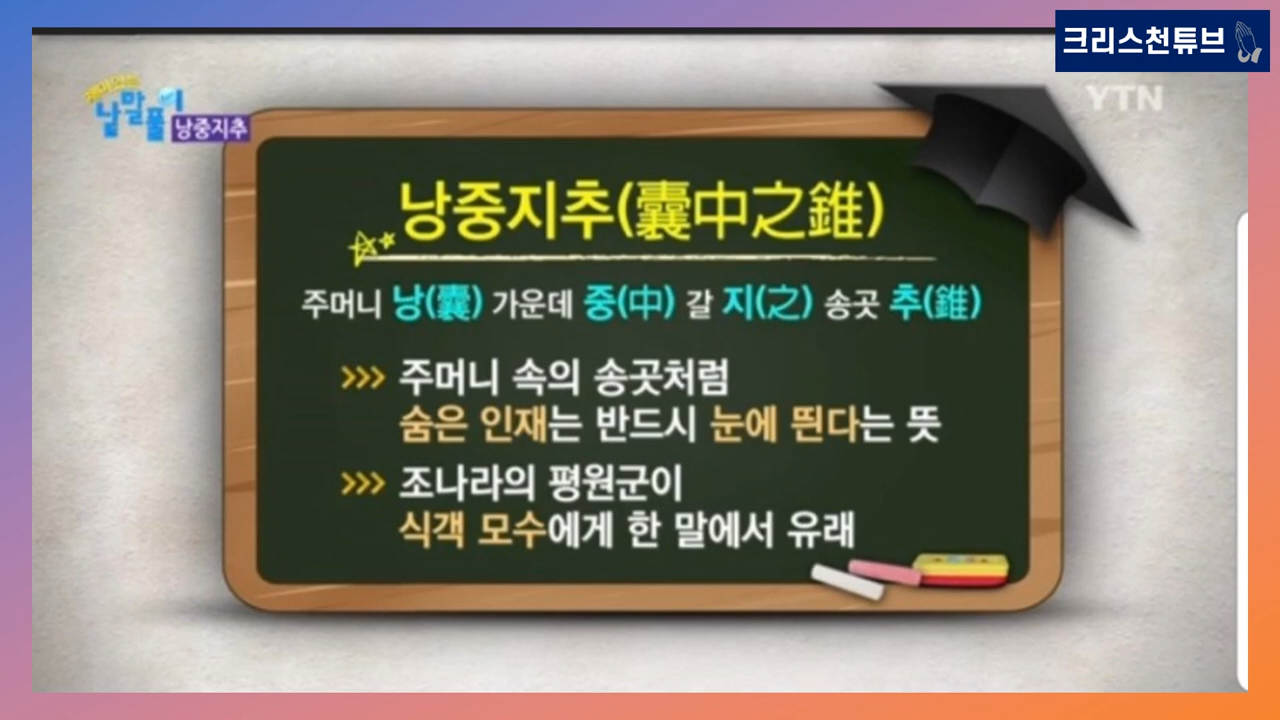 크리스천튜브
YTN
재미있는
낱말풀이
낭중지추
낭중지추(囊中之錐)
주머니 낭(囊) 가운데 중(中) 갈 지(之) 송곳 추(錐)
>>> 주머니 속의 송곳처럼
숨은 인재는 반드시 눈에 띈다는 뜻
>>> 조나라의 평원군이
식객 모수에게 한 말에서 유래